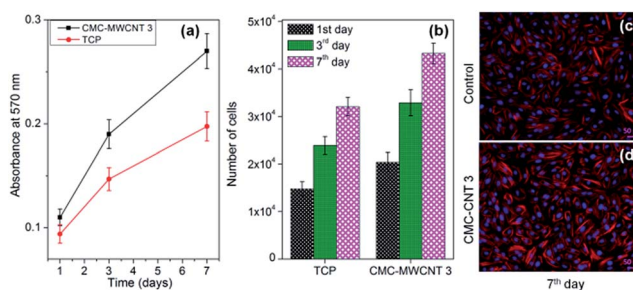 0.3
CMC-MWCNT 3
TCP
(a)
0.2
0.1
Absorbance at 570 nm
1 2 3 4 5 6 7
Time (days)
(b)
1st day
3rd day
7th day
5x10⁴
4x10⁴
3x10⁴
2x10⁴
1x10⁴
0
Number of cells
TCP CMC-MWCNT 3
(c)
Control
50
(d)
CMC-CNT 3
50
7th day